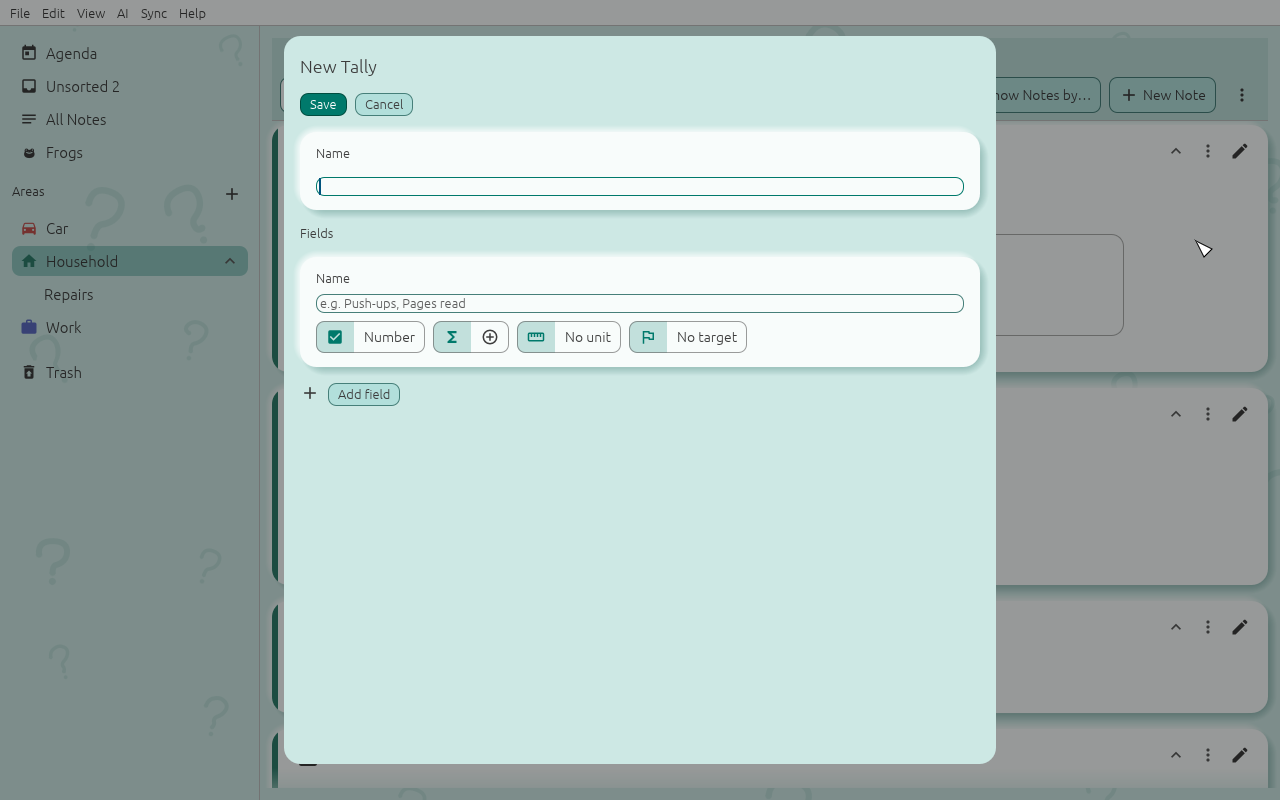 File Edit View AI Sync Help
Agenda
Unsorted 2
All Notes
Frogs
Areas
Car
Household
Repairs
Work
Trash
New Tally
Save Cancel
Name
Fields
Name
e.g. Push-ups, Pages read
Number No unit No target
Add field
Notes by...
New Note